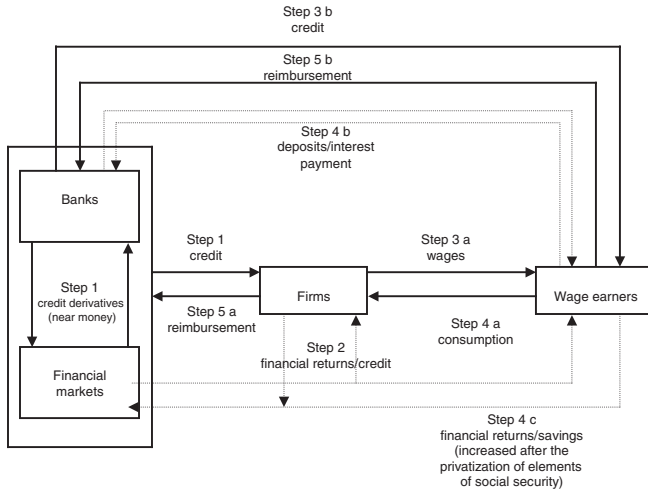 Step 3 b
credit
Step 5 b
reimbursement
Step 4 b
deposits/interest
payment
Banks
Step 1
credit
Step 3 a
wages
Step 1
credit derivatives
(near money)
Firms
Wage earners
Step 5 a
reimbursement
Step 4 a
consumption
Step 2
financial returns/credit
Financial
markets
Step 4 c
financial returns/savings
(increased after the
privatization of elements
of social security)